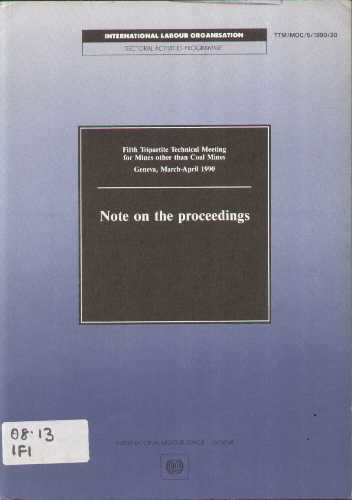 INTERNATIONAL LABOUR ORGANISATION
TTM/MOC/5/1990/20
SECTORAL ACTIVITIES PROGRAMME
Fifth Tripartite Technical Meeting
for Mines other than Coal Mines
Geneva, March-April 1990
Note on the proceedings
INTERNATIONAL LABOUR OFFICE GENEVA
08.13
IFI